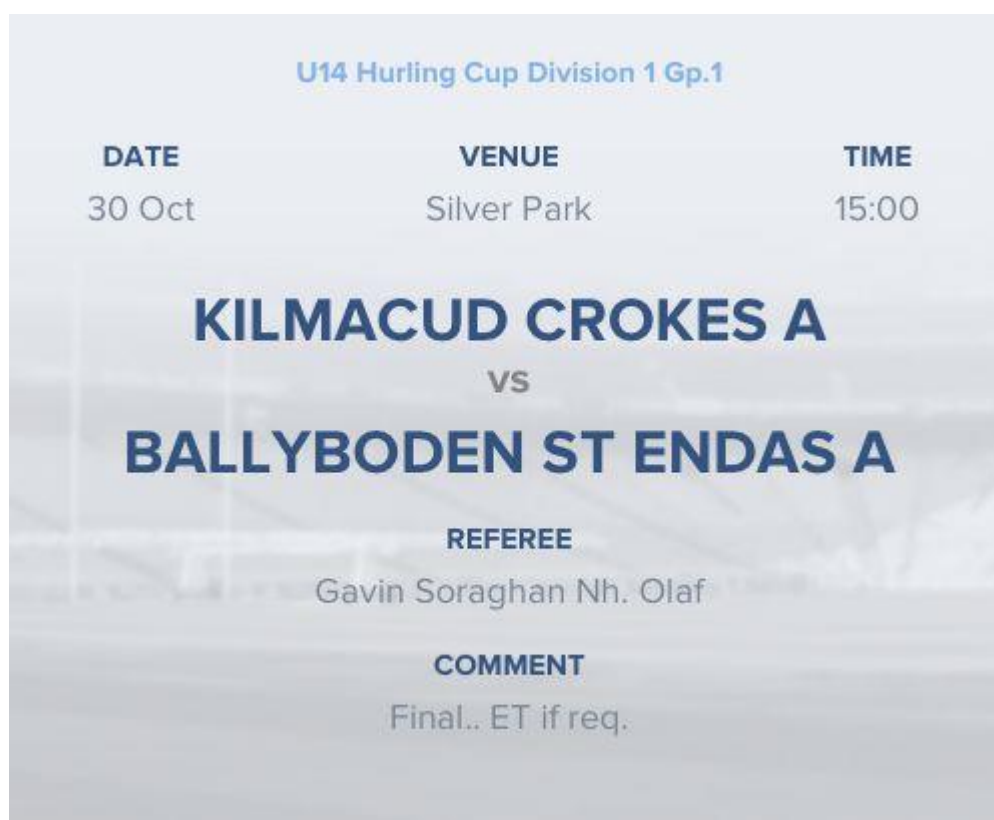 U14 Hurling Cup Division 1 Gp.1
DATE VENUE TIME
30 Oct Silver Park 15:00
KILMACUD CROKES A
VS
BALLYBODEN ST ENDAS A
REFEREE
Gavin Soraghan Nh. Olaf
COMMENT
Final.. ET if req.